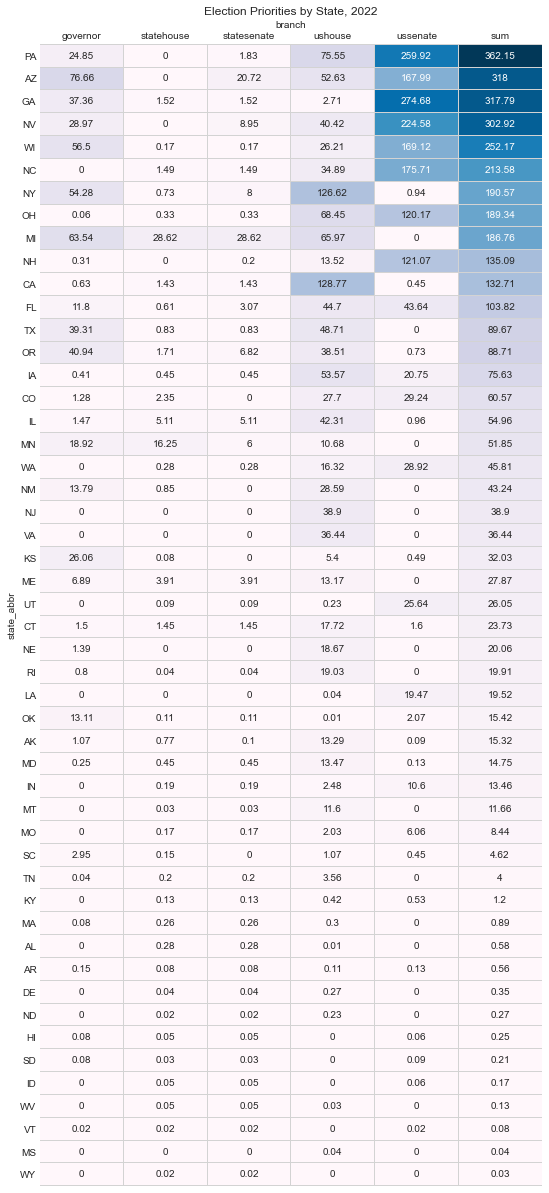 Election Priorities by State, 2022
branch
governor statehouse statesenate ushouse ussenate sum
PA 24.85 0 1.83 75.55 259.92 362.15
AZ 76.66 0 20.72 52.63 167.99 318
GA 37.36 1.52 1.52 2.71 274.68 317.79
NV 28.97 0 8.95 40.42 224.58 302.92
WI 56.5 0.17 0.17 26.21 169.12 252.17
NC 0 1.49 1.49 34.89 175.71 213.58
NY 54.28 0.73 8 126.62 0.94 190.57
OH 0.06 0.33 0.33 68.45 120.17 189.34
MI 63.54 28.62 28.62 65.97 0 186.76
NH 0.31 0 0.2 13.52 121.07 135.09
CA 0.63 1.43 1.43 128.77 0.45 132.71
FL 11.8 0.61 3.07 44.7 43.64 103.82
TX 39.31 0.83 0.83 48.71 0 89.67
OR 40.94 1.71 6.82 38.51 0.73 88.71
IA 0.41 0.45 0.45 53.57 20.75 75.63
CO 1.28 2.35 0 27.7 29.24 60.57
IL 1.47 5.11 5.11 42.31 0.96 54.96
MN 18.92 16.25 6 10.68 0 51.85
WA 0 0.28 0.28 16.32 28.92 45.81
NM 13.79 0.85 0 28.59 0 43.24
NJ 0 0 0 38.9 0 38.9
VA 0 0 0 36.44 0 36.44
KS 26.06 0.08 0 5.4 0.49 32.03
ME 6.89 3.91 3.91 13.17 0 27.87
state_abbr
UT 0 0.09 0.09 0.23 25.64 26.05
CT 1.5 1.45 1.45 17.72 1.6 23.73
NE 1.39 0 0 18.67 0 20.06
RI 0.8 0.04 0.04 19.03 0 19.91
LA 0 0 0 0.04 19.47 19.52
OK 13.11 0.11 0.11 0.01 2.07 15.42
AK 1.07 0.77 0.1 13.29 0.09 15.32
MD 0.25 0.45 0.45 13.47 0.13 14.75
IN 0 0.19 0.19 2.48 10.6 13.46
MT 0 0.03 0.03 11.6 0 11.66
MO 0 0.17 0.17 2.03 6.06 8.44
SC 2.95 0.15 0 1.07 0.45 4.62
TN 0.04 0.2 0.2 3.56 0 4
KY 0 0.13 0.13 0.42 0.53 1.2
MA 0.08 0.26 0.26 0.3 0 0.89
AL 0 0.28 0.28 0.01 0 0.58
AR 0.15 0.08 0.08 0.11 0.13 0.56
DE 0 0.04 0.04 0.27 0 0.35
ND 0 0.02 0.02 0.23 0 0.27
HI 0.08 0.05 0.05 0 0.06 0.25
SD 0.08 0.03 0.03 0 0.09 0.21
ID 0 0.05 0.05 0 0.06 0.17
WV 0 0.05 0.05 0.03 0 0.13
VT 0.02 0.02 0.02 0 0.02 0.08
MS 0 0 0 0.04 0 0.04
WY 0 0.02 0.02 0 0 0.03